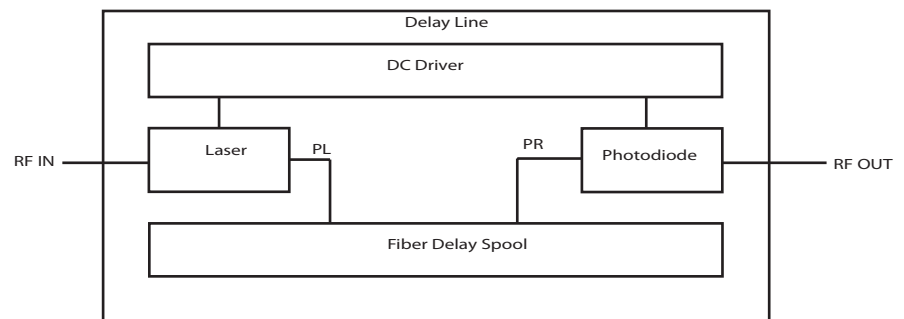 Delay Line
DC Driver
Laser
PL
PR
Photodiode
RF IN
RF OUT
Fiber Delay Spool